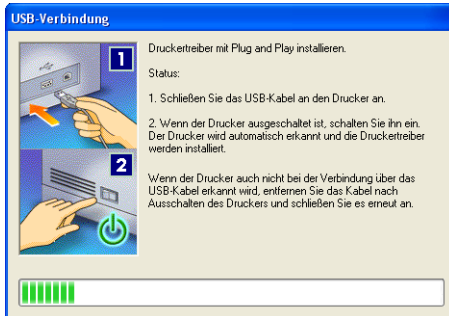 USB-Verbindung
1
Druckertreiber mit Plug and Play installieren.
Status:
1. Schließen Sie das USB-Kabel an den Drucker an.
2. Wenn der Drucker ausgeschaltet ist, schalten Sie ihn ein.
Der Drucker wird automatisch erkannt und die Druckertreiber
werden installiert.
2
Wenn der Drucker auch nicht bei der Verbindung über das
USB-Kabel erkannt wird, entfernen Sie das Kabel nach
Ausschalten des Druckers und schließen Sie es erneut an.